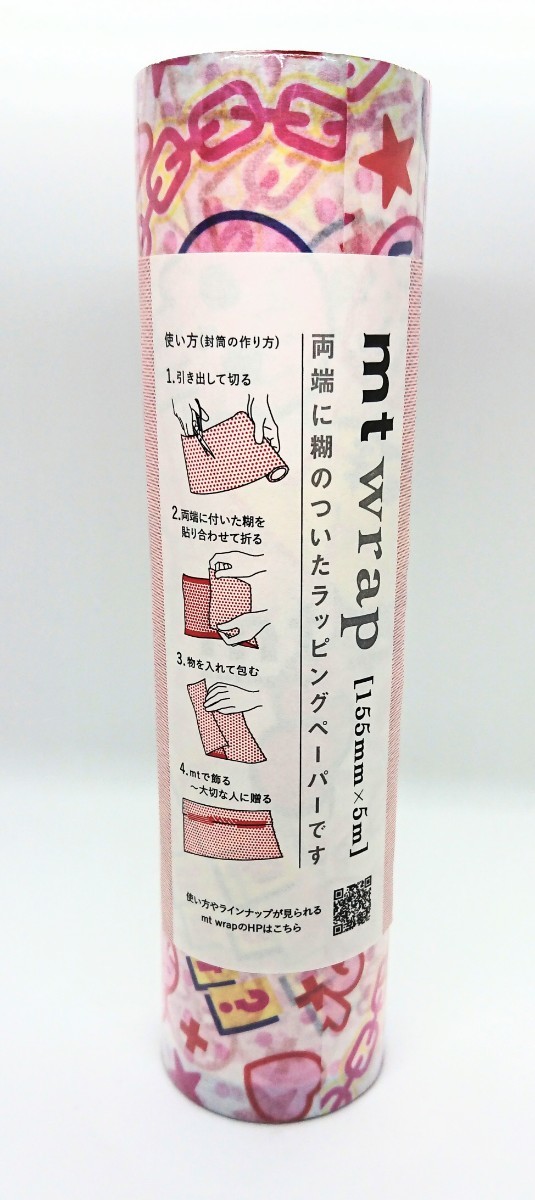 mt wrap [155mm×5m]
両端に糊のついたラッピングペーパーです
使い方(封筒の作り方)
1.引き出して切る
2.両端に付いた糊を
貼り合わせて折る
3.物を入れて包む
4.mtで飾る
～大切な人に贈る
使い方やラインナップが見られる
mt wrapのHPはこちら
?